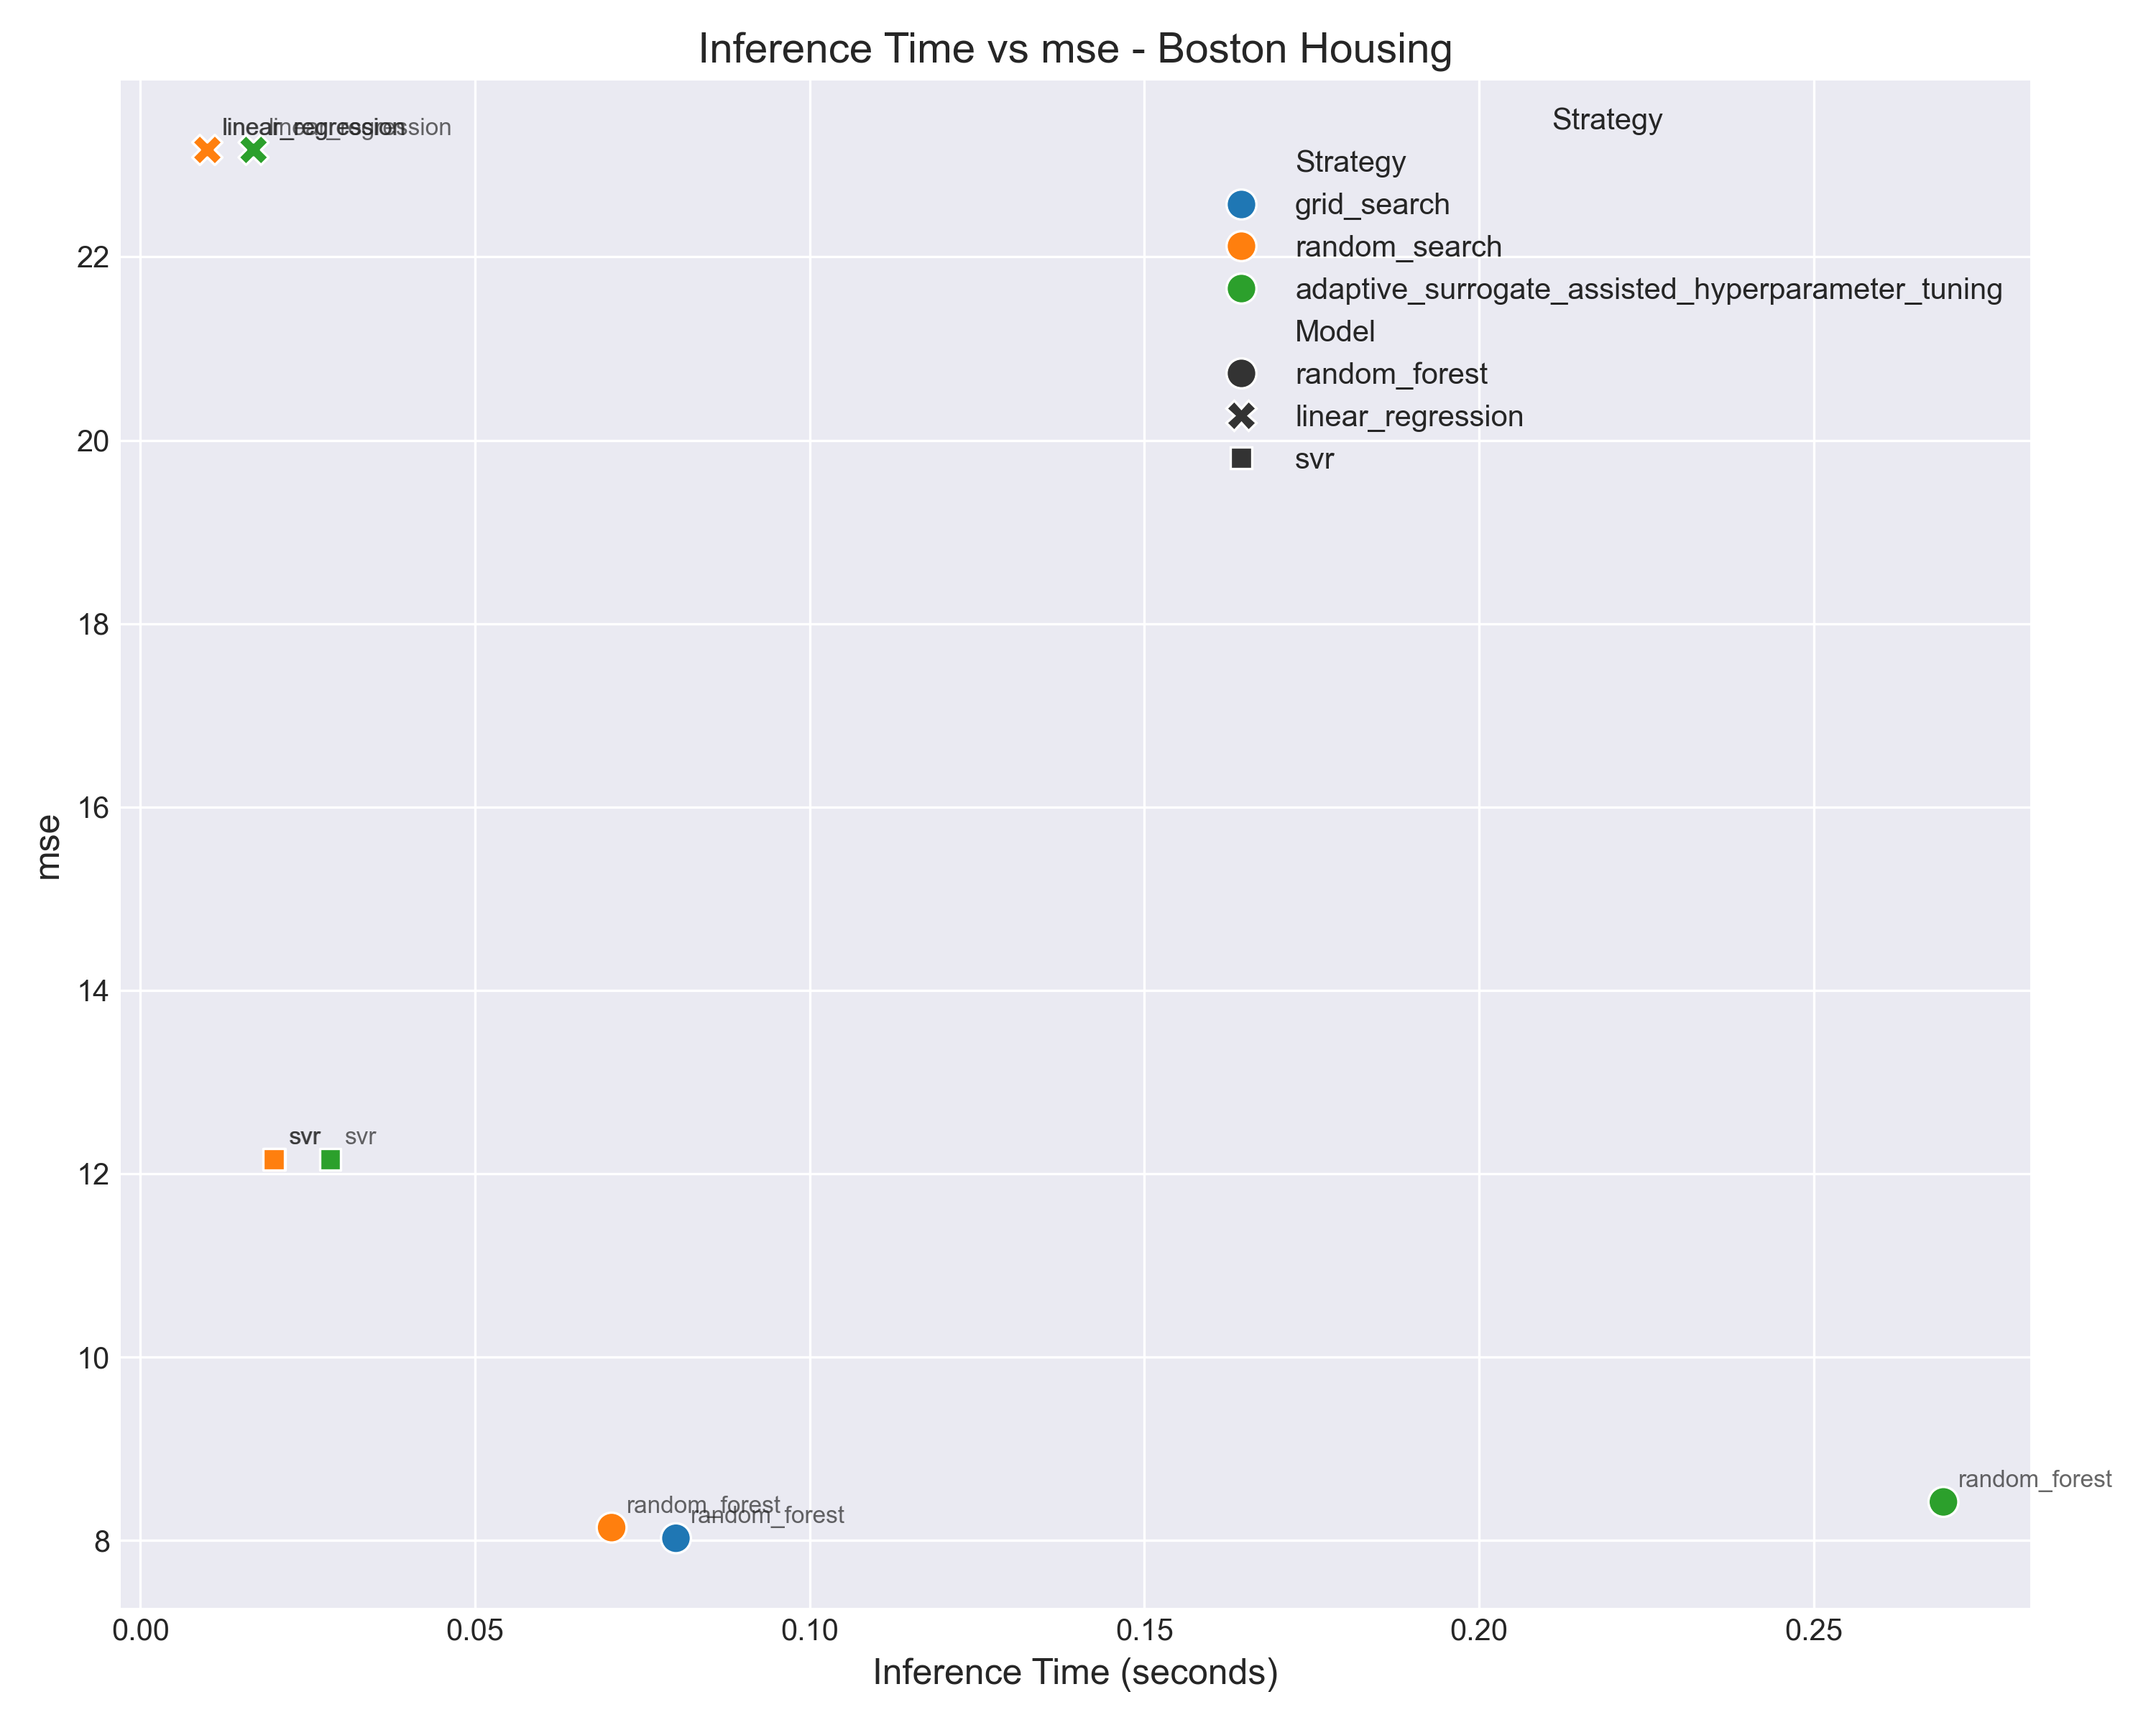 Inference Time vs mse - Boston Housing
linear_regression
linear_regression
Strategy
Strategy
grid_search
random_search
adaptive_surrogate_assisted_hyperparameter_tuning
Model
random_forest
linear_regression
svr
22
20
18
16
14
12
10
8
mse
svr
svr
random_forest
random_forest
random_forest
0.00
0.05
0.10
0.15
0.20
0.25
Inference Time (seconds)